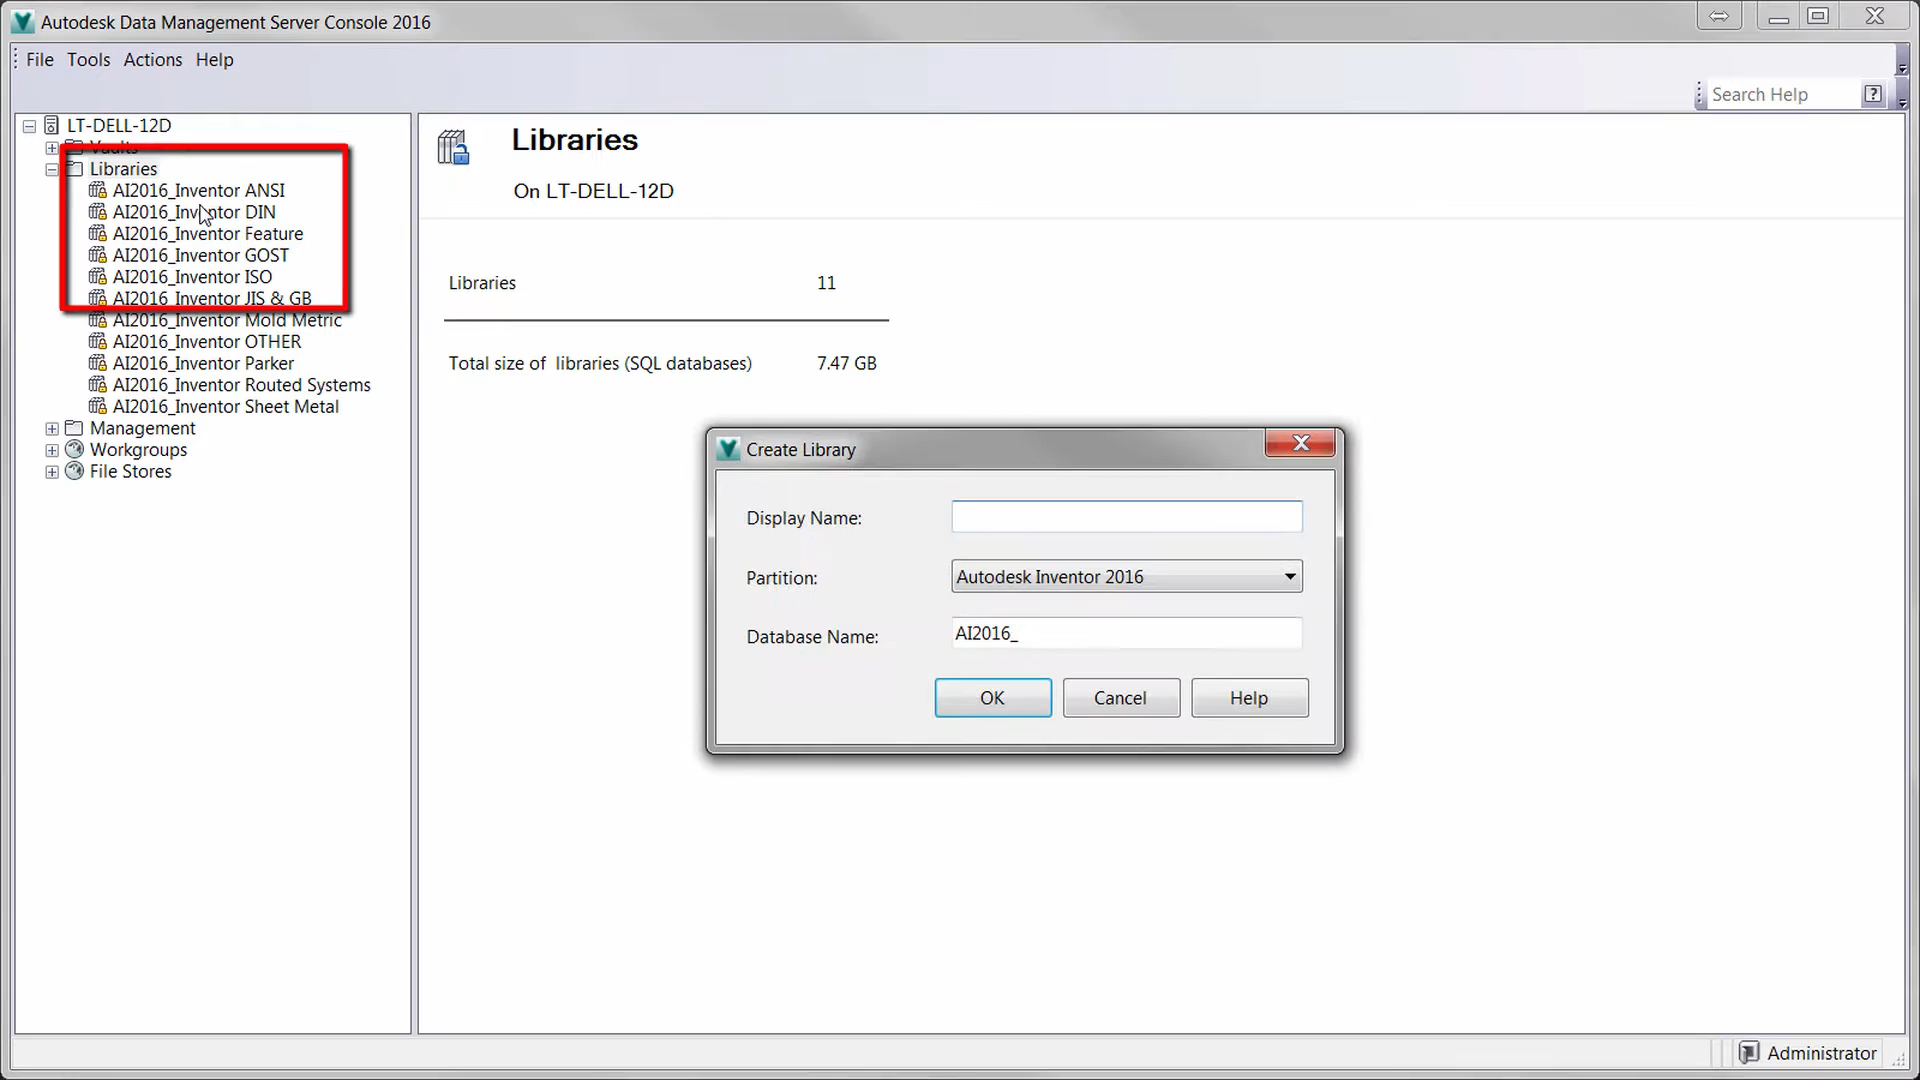 Autodesk Data Management Server Console 2016
File Tools Actions Help
Search Help
LT-DELL-12D
Vaults
Libraries
AI2016_Inventor ANSI
AI2016_Inventor DIN
AI2016_Inventor Feature
AI2016_Inventor GOST
AI2016_Inventor ISO
AI2016_Inventor JIS & GB
AI2016_Inventor Mold Metric
AI2016_Inventor OTHER
AI2016_Inventor Parker
AI2016_Inventor Routed Systems
AI2016_Inventor Sheet Metal
Management
Workgroups
File Stores
Libraries
On LT-DELL-12D
Libraries 11
Total size of libraries (SQL databases) 7.47 GB
Create Library
Display Name:
Partition: Autodesk Inventor 2016
Database Name: AI2016_
OK Cancel Help
Administrator